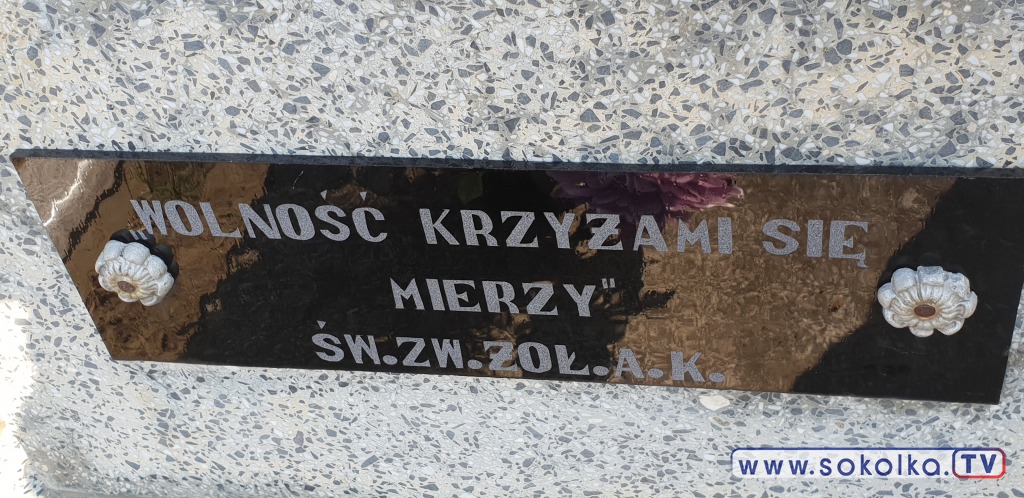 „WOLNOŚĆ KRZYŻAMI SIĘ
MIERZY"
ŚW.ZW.ŻOŁ.A.K.
www.sokolka.TV